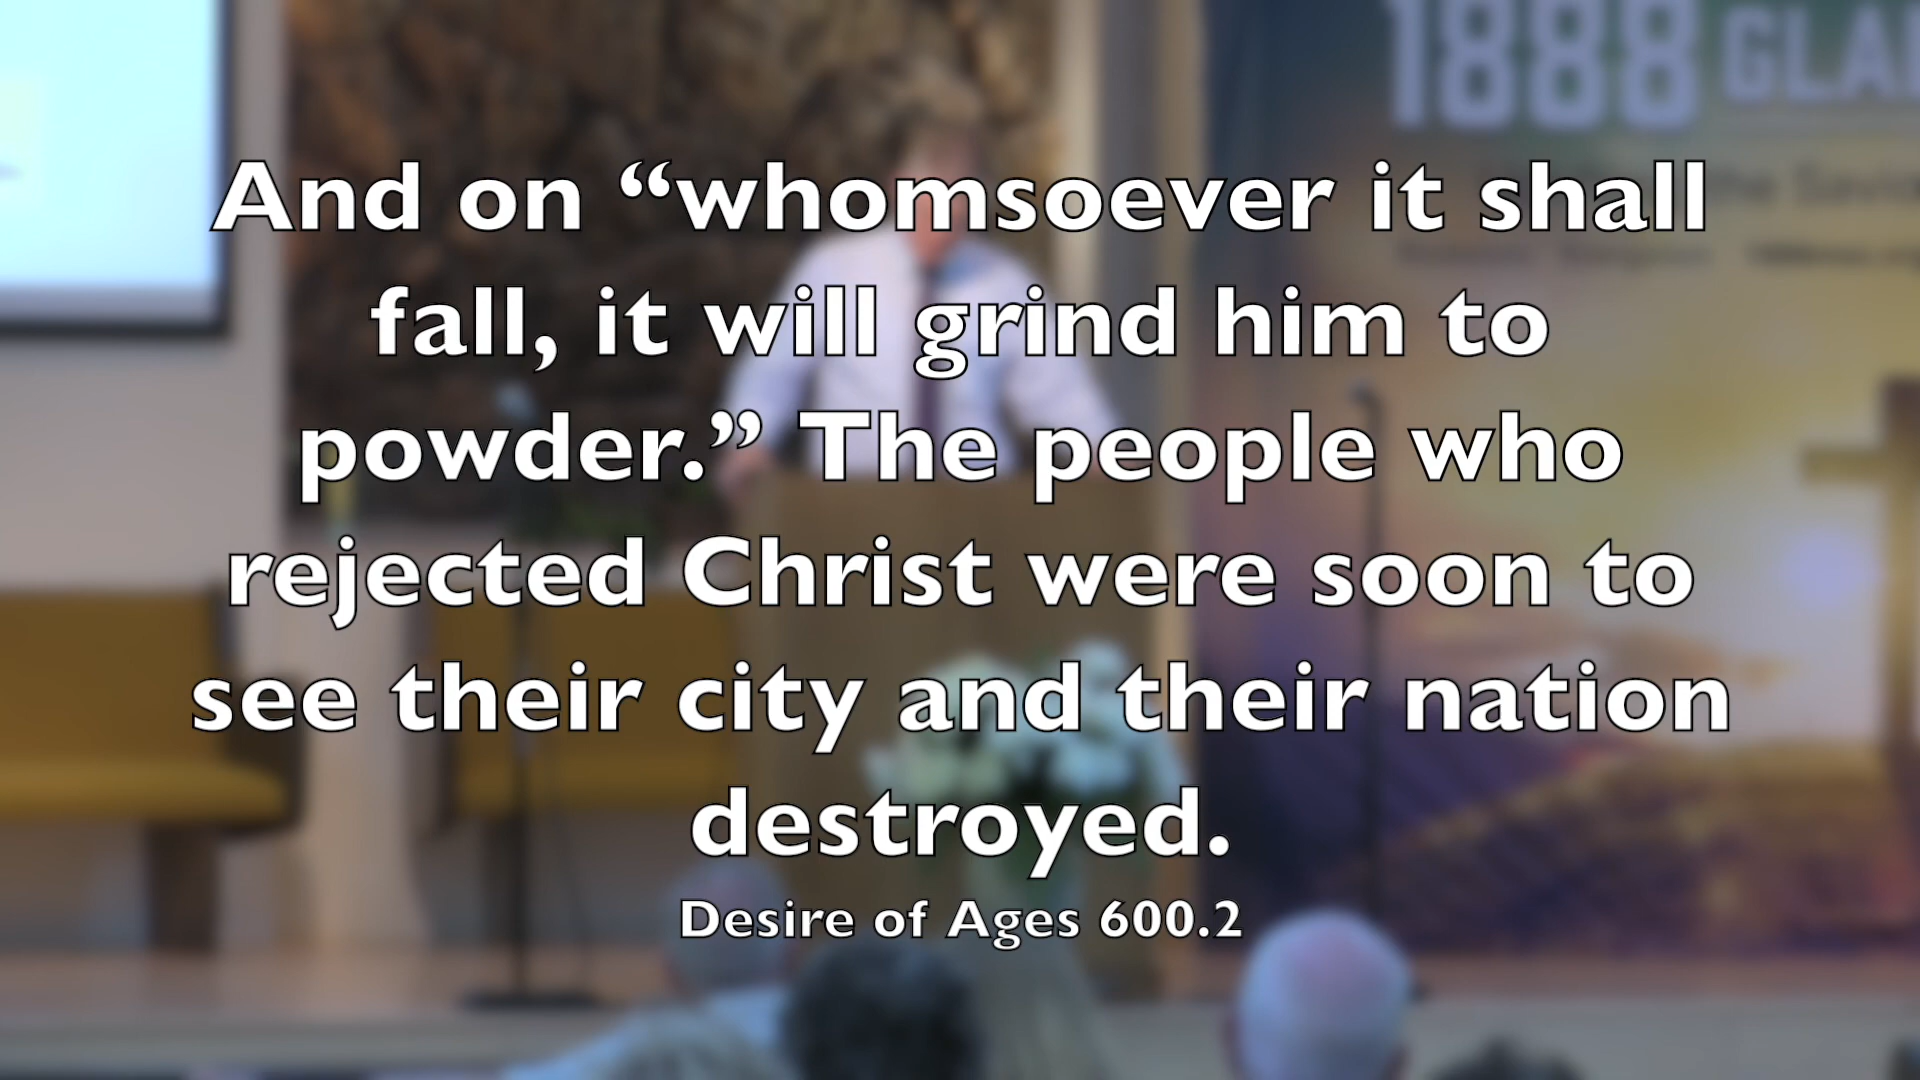 1888 GLA
And on “whomsoever it shall
fall, it will grind him to
powder.” The people who
rejected Christ were soon to
see their city and their nation
destroyed.
Desire of Ages 600.2